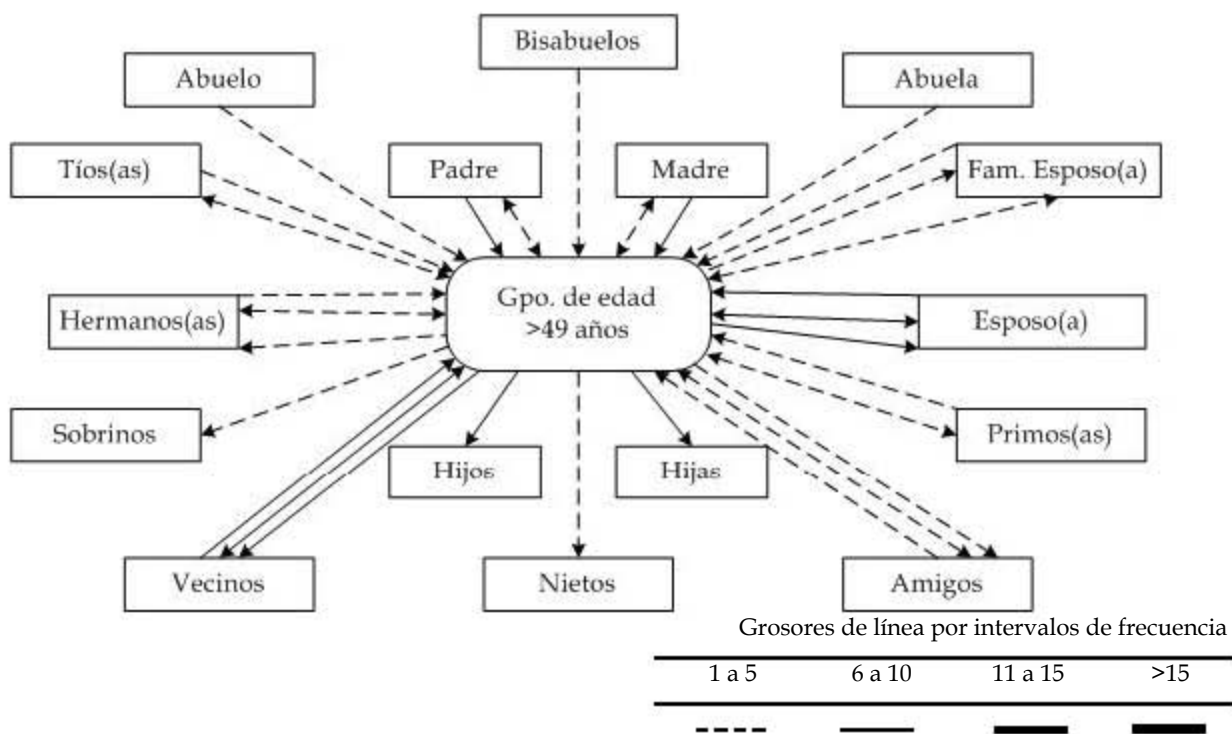 Bisabuelos
Abuelo
Abuela
Tíos(as)
Padre
Madre
Fam. Esposo(a)
Gpo. de edad
>49 años
Hermanos(as)
Esposo(a)
Sobrinos
Hijos
Hijas
Primos(as)
Vecinos
Nietos
Amigos
Grosores de línea por intervalos de frecuencia
1 a 5 6 a 10 11 a 15 >15